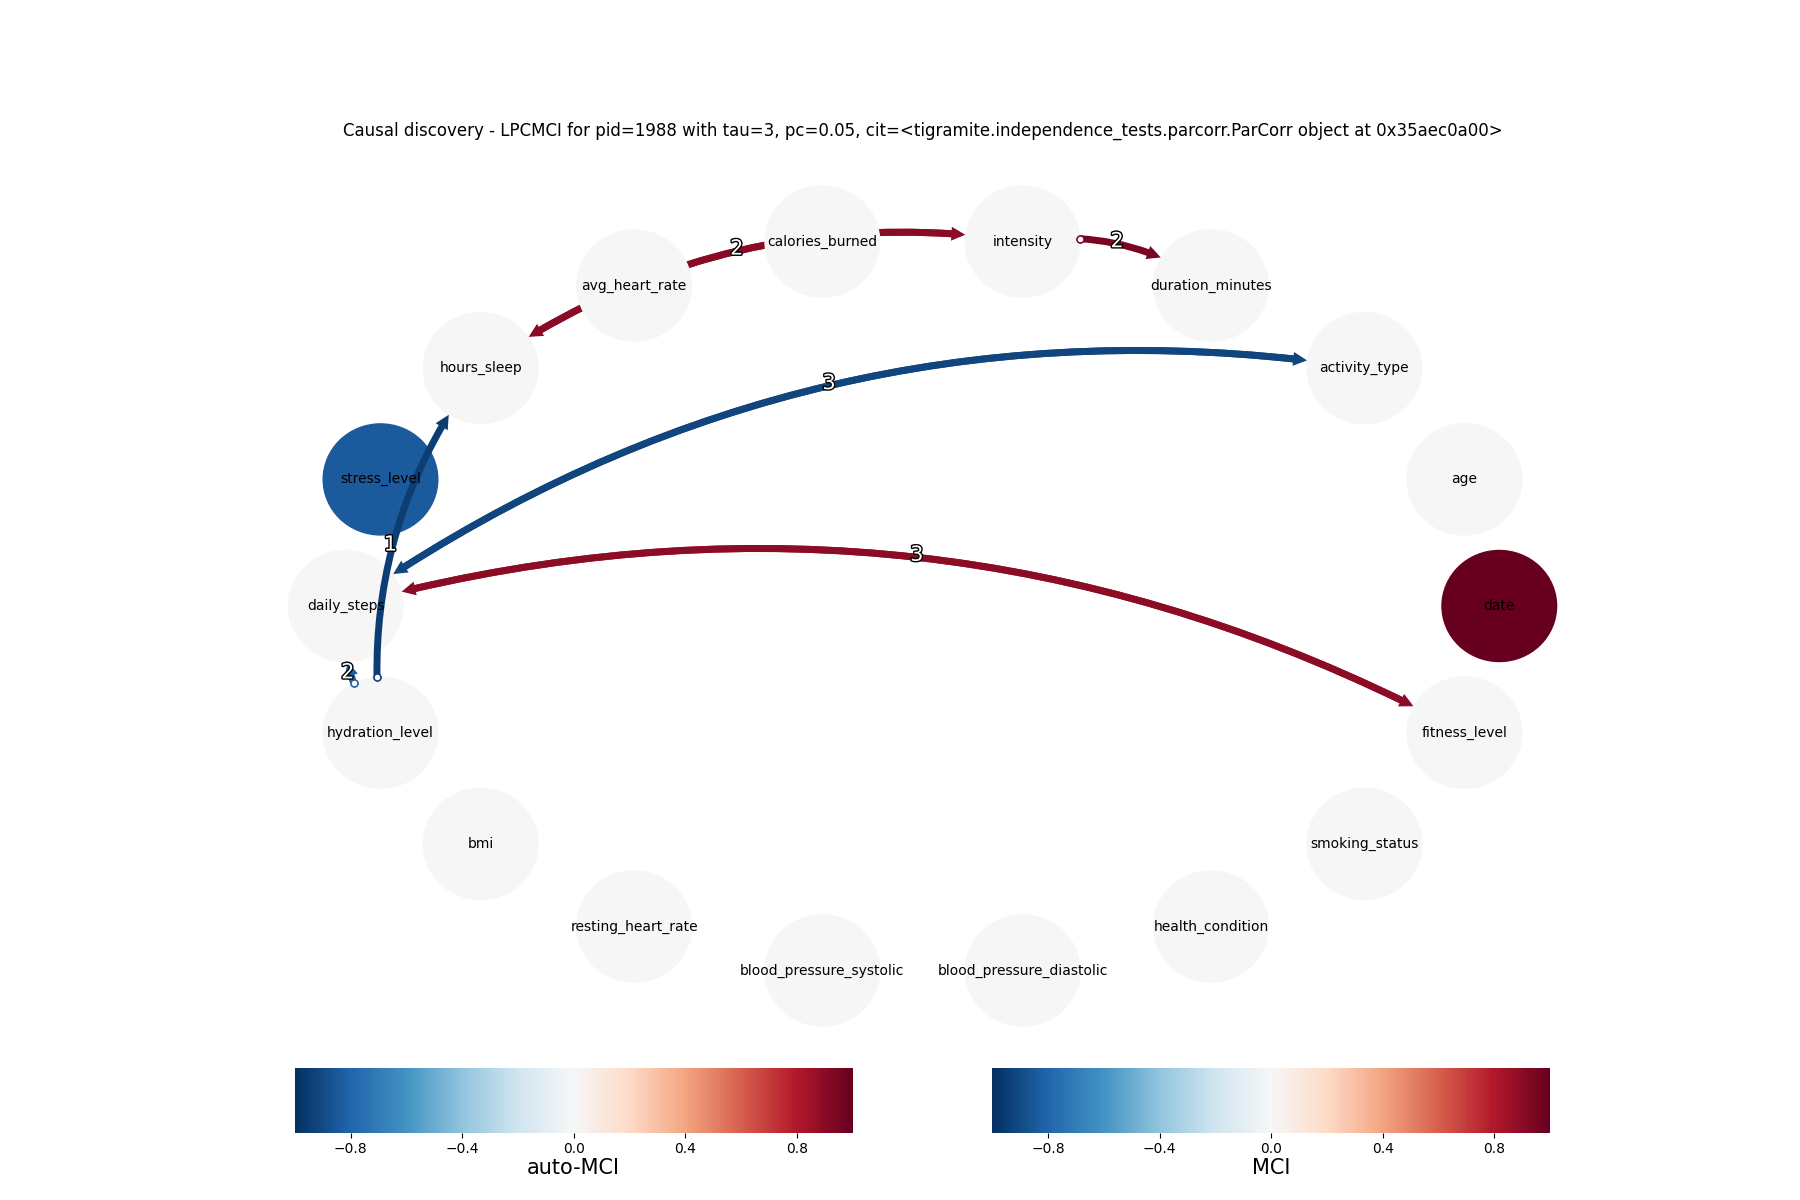 Causal discovery - LPCMCI for pid=1988 with tau=3, pc=0.05, cit=<tigramite.independence_tests.parcorr.ParCorr object at 0x35aec0a00>
calories_burned
intensity
2
2
avg_heart_rate
duration_minutes
hours_sleep
activity_type
3
stress_level
age
1
3
daily_steps
date
2
hydration_level
fitness_level
bmi
smoking_status
resting_heart_rate
health_condition
blood_pressure_systolic
blood_pressure_diastolic
−0.8 −0.4 0.0 0.4 0.8
auto-MCI
−0.8 −0.4 0.0 0.4 0.8
MCI